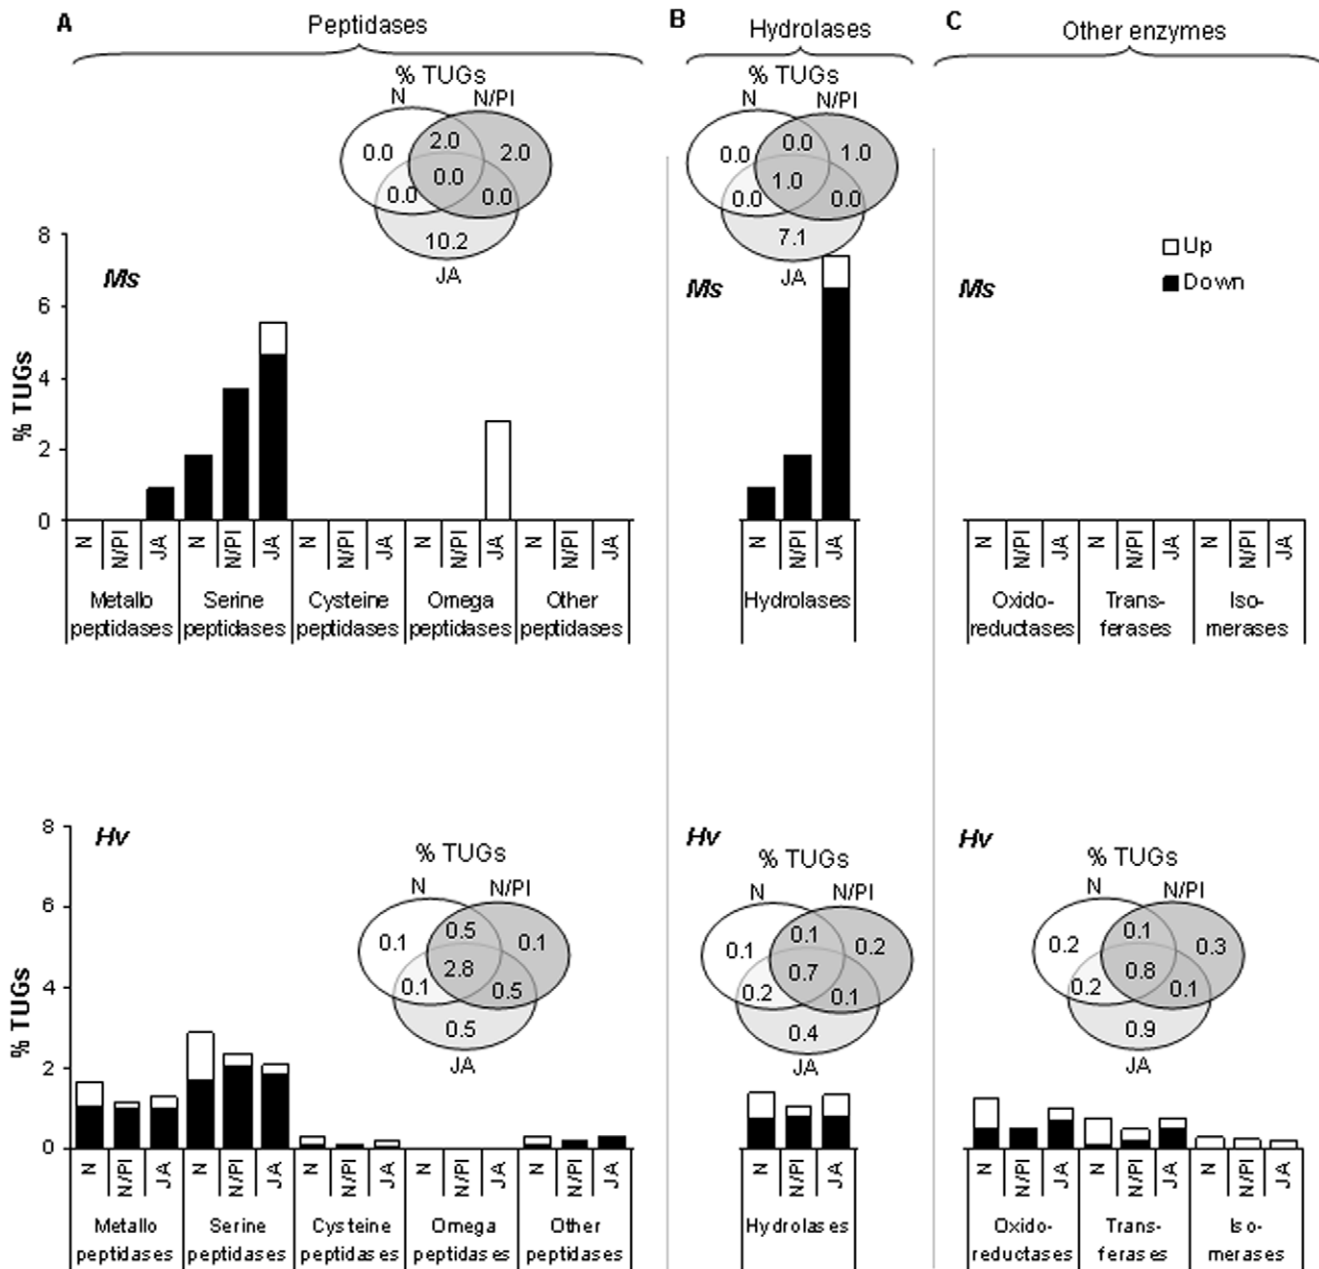 A Peptidases B Hydrolases C Other enzymes
% TUGs % TUGs
N N/PI N N/PI
0.0 2.0 2.0 0.0 0.0 1.0
0.0 1.0
0.0 0.0 0.0 0.0
10.2 7.1
JA JA
Up
Down
Ms Ms Ms
% TUGs
8
6
4
2
0
N N/PI JA N N/PI JA N N/PI JA N N/PI JA N N/PI JA N N/PI JA N N/PI JA N N/PI JA N N/PI JA
Metallo Serine Cysteine Omega Other Hydrolases Oxido- Trans- Iso-
peptidases peptidases peptidases peptidases peptidases reductases ferases merases
Hv Hv Hv
% TUGs % TUGs % TUGs
N N/PI N N/PI N N/PI
0.1 0.5 0.1 0.1 0.1 0.2 0.2 0.1 0.3
2.8 0.7 0.8
0.1 0.5 0.2 0.1 0.2 0.1
0.5 0.4 0.9
JA JA JA
% TUGs
8
6
4
2
0
N N/PI JA N N/PI JA N N/PI JA N N/PI JA N N/PI JA N N/PI JA N N/PI JA N N/PI JA N N/PI JA
Metallo Serine Cysteine Omega Other Hydrolases Oxido- Trans- Iso-
peptidases peptidases peptidases peptidases peptidases reductases ferases merases